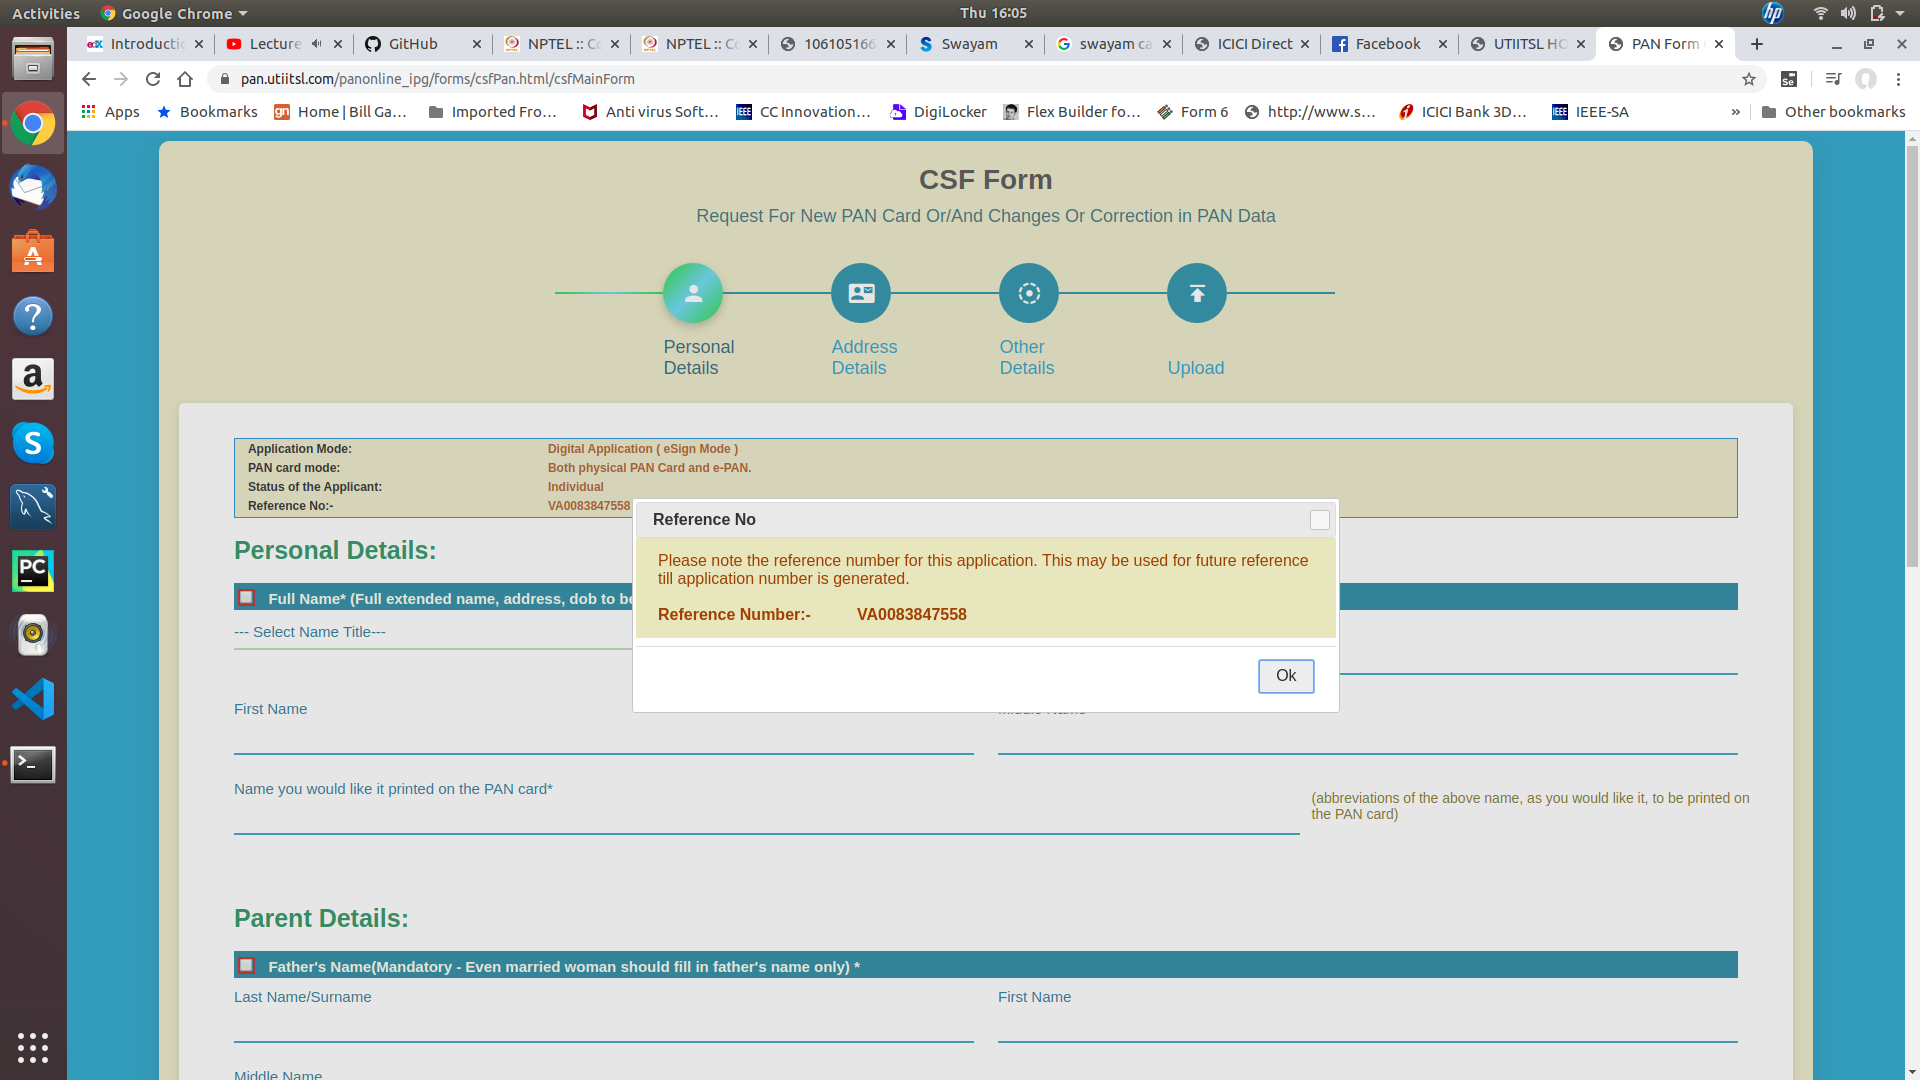 Activities Google Chrome Thu 16:05
Introductic Lecture GitHub NPTEL :: Co NPTEL :: Co 106105166 Swayam swayam ca ICICI Direct Facebook UTIITSL HO PAN Form
pan.utiitsl.com/panonline_ipg/forms/csfPan.html/csfMainForm
Apps Bookmarks Home | Bill Ga... Imported Fro... Anti virus Soft... CC Innovation... DigiLocker Flex Builder fo... Form 6 http://www.s... ICICI Bank 3D... IEEE-SA » Other bookmarks
CSF Form
Request For New PAN Card Or/And Changes Or Correction in PAN Data
Personal Details
Address Details
Other Details
Upload
Application Mode: Digital Application ( eSign Mode )
PAN card mode: Both physical PAN Card and e-PAN.
Status of the Applicant: Individual
Reference No:- VA0083847558
Reference No
Please note the reference number for this application. This may be used for future reference
till application number is generated.
Reference Number:- VA0083847558
Ok
Personal Details:
Full Name* (Full extended name, address, dob to be
--- Select Name Title---
First Name
Middle Name
Name you would like it printed on the PAN card*
(abbreviations of the above name, as you would like it, to be printed on
the PAN card)
Parent Details:
Father's Name(Mandatory - Even married woman should fill in father's name only) *
Last Name/Surname First Name
Middle Name